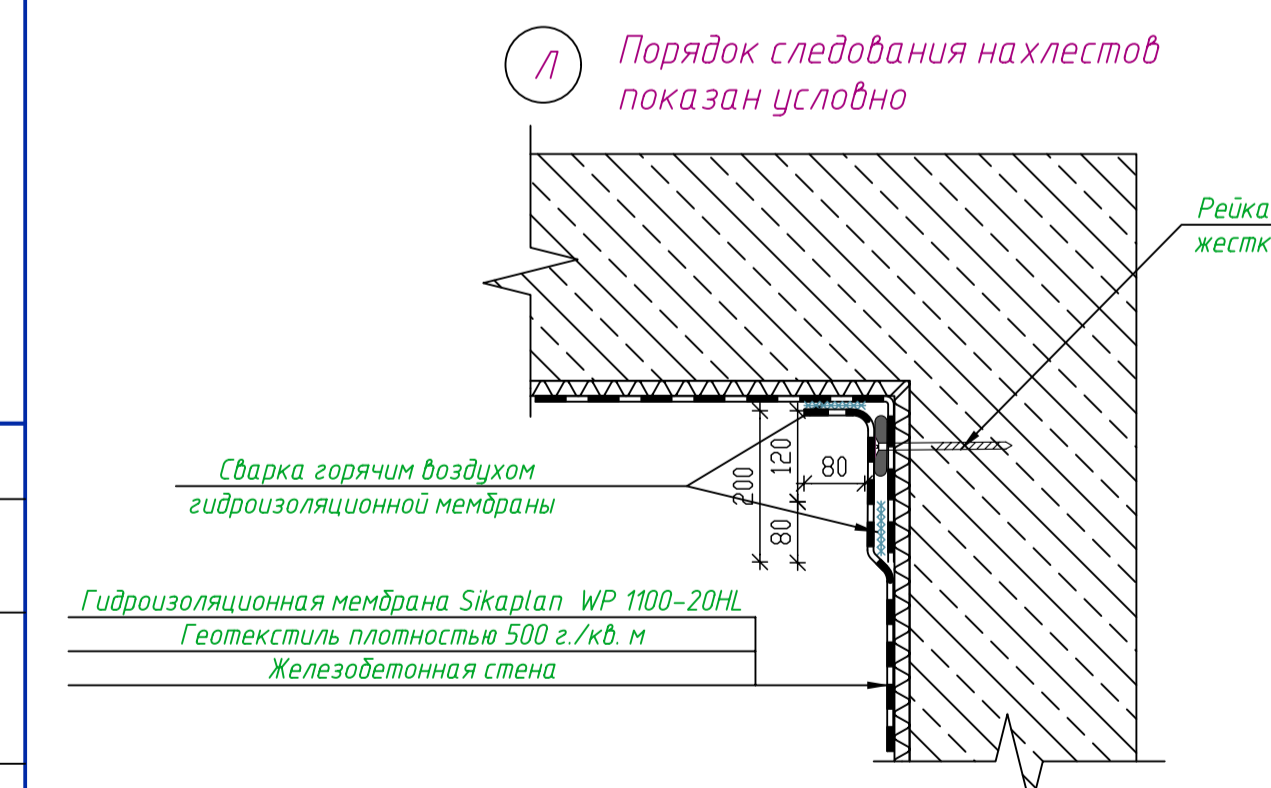 Л
Порядок следования нахлестов
показан условно
Рейка
жестк
Сварка горячим воздухом
гидроизоляционной мембраны
200
120
80
80
Гидроизоляционная мембрана Sikaplan WP 1100-20HL
Геотекстиль плотностью 500 г./кв. м
Железобетонная стена